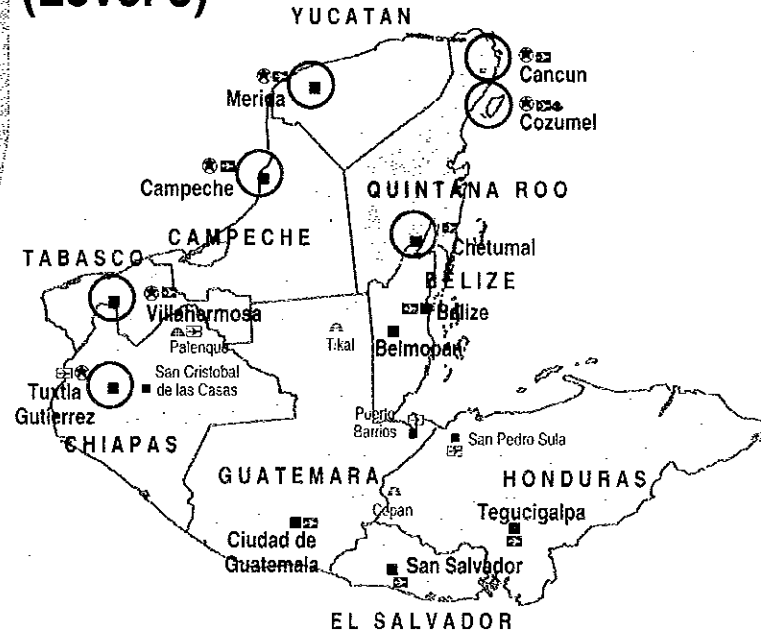 YUCATAN
Cancun
Merida
Cozumel
Campeche
QUINTANA ROO
CAMPECHE
Chetumal
TABASCO
BELIZE
Villahermosa
Belize
Palenque
Tikal
Belmopan
San Cristobal
de las Casas
Tuxtla
Gutierrez
Puerto
Barrios
San Pedro Sula
CHIAPAS
GUATEMARA
HONDURAS
Copan
Tegucigalpa
Ciudad de
Guatemala
San Salvador
EL SALVADOR